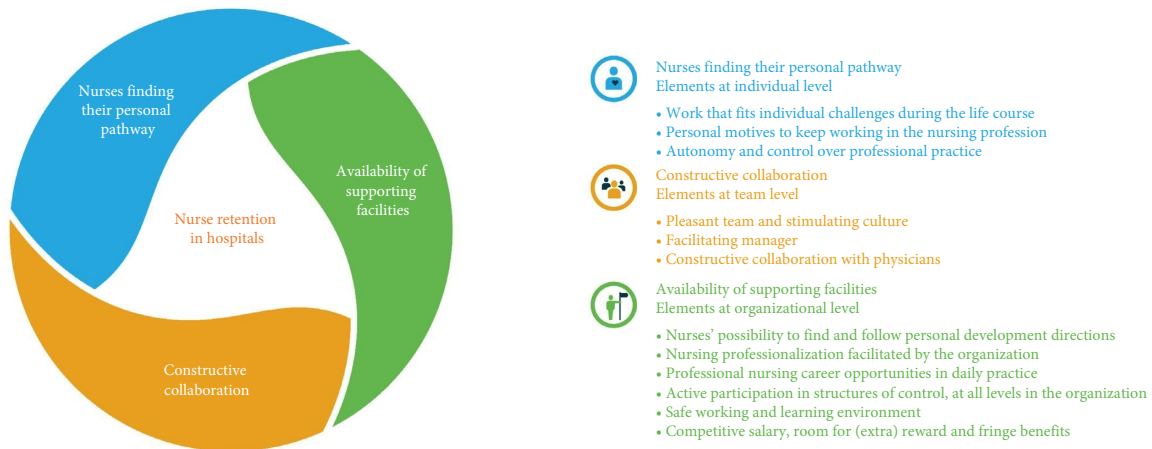 Nurses finding
their personal
pathway
Availability of
supporting
facilities
Nurse retention
in hospitals
Constructive
collaboration
Nurses finding their personal pathway
Elements at individual level
• Work that fits individual challenges during the life course
• Personal motives to keep working in the nursing profession
• Autonomy and control over professional practice
Constructive collaboration
Elements at team level
• Pleasant team and stimulating culture
• Facilitating manager
• Constructive collaboration with physicians
Availability of supporting facilities
Elements at organizational level
• Nurses' possibility to find and follow personal development directions
• Nursing professionalization facilitated by the organization
• Professional nursing career opportunities in daily practice
• Active participation in structures of control, at all levels in the organization
• Safe working and learning environment
• Competitive salary, room for (extra) reward and fringe benefits